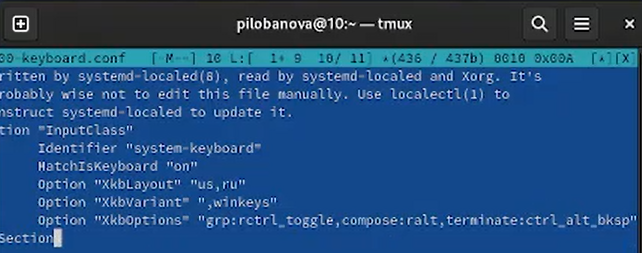 pilobanova@10:~ — tmux
00-keyboard.conf [-M--] 10 L:[ 1+ 9 10/ 11] *(436 / 437b) 0010 0x00A [*][X]
ritten by systemd-localed(8), read by systemd-localed and Xorg. It's
robably wise not to edit this file manually. Use localectl(1) to
nstruct systemd-localed to update it.
tion "InputClass"
Identifier "system-keyboard"
MatchIsKeyboard "on"
Option "XkbLayout" "us,ru"
Option "XkbVariant" ",winkeys"
Option "XkbOptions" "grp:rctrl_toggle,compose:ralt,terminate:ctrl_alt_bksp"
Section